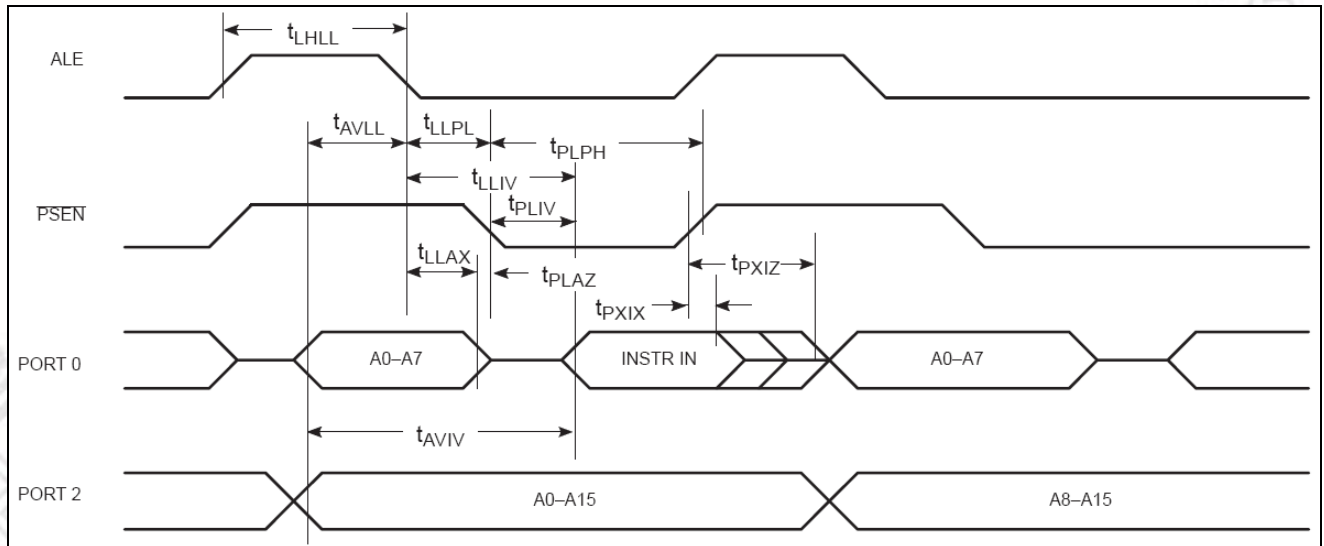 tLHLL
ALE
tAVLL tLLPL tPLPH
tLLIV
PSEN tPLIV
tLLAX tPLAZ tPXIZ
tPXIX
PORT 0 A0–A7 INSTR IN A0–A7
tAVIV
PORT 2 A0–A15 A8–A15